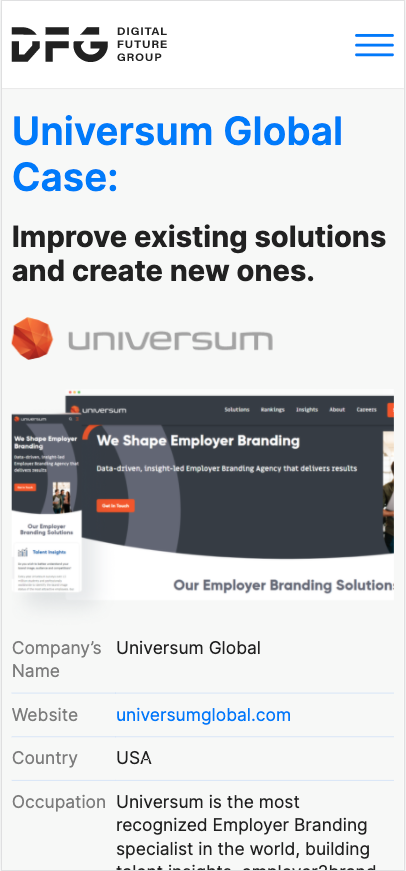 DFG DIGITAL
FUTURE
GROUP
Universum Global
Case:
Improve existing solutions
and create new ones.
universum
universum
Solutions Rankings Insights About Careers
We Shape Employer Branding
Data-driven, insight-led Employer Branding Agency that delivers results
Get in Touch
universum
We Shape Employer
Branding
Data-driven, insight-led
Employer Branding Agency that
delivers results
Our Employer
Branding Solutions
Talent Insights
Our Employer Branding Solutions
Company’s Universum Global
Name
Website universumglobal.com
Country USA
Occupation Universum is the most
recognized Employer Branding
specialist in the world, building
talent insights, employer2brand